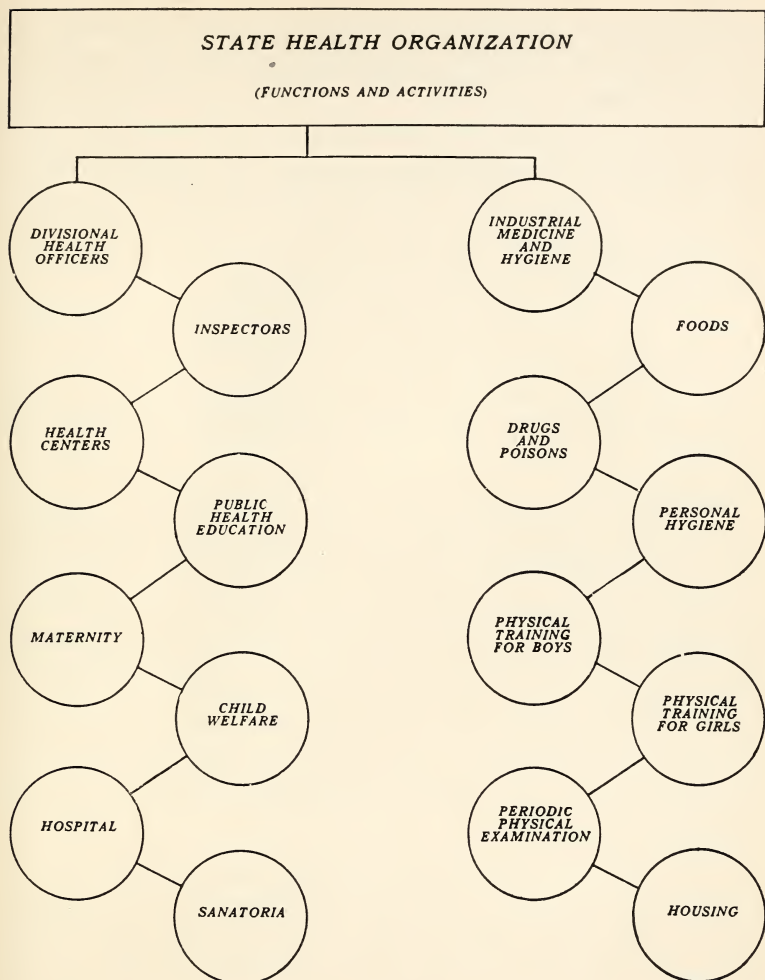 STATE HEALTH ORGANIZATION
(FUNCTIONS AND ACTIVITIES)
DIVISIONAL
HEALTH
OFFICERS
INSPECTORS
HEALTH
CENTERS
PUBLIC
HEALTH
EDUCATION
MATERNITY
CHILD
WELFARE
HOSPITAL
SANATORIA
INDUSTRIAL
MEDICINE
AND
HYGIENE
FOODS
DRUGS
AND
POISONS
PERSONAL
HYGIENE
PHYSICAL
TRAINING
FOR BOYS
PHYSICAL
TRAINING
FOR GIRLS
PERIODIC
PHYSICAL
EXAMINATION
HOUSING